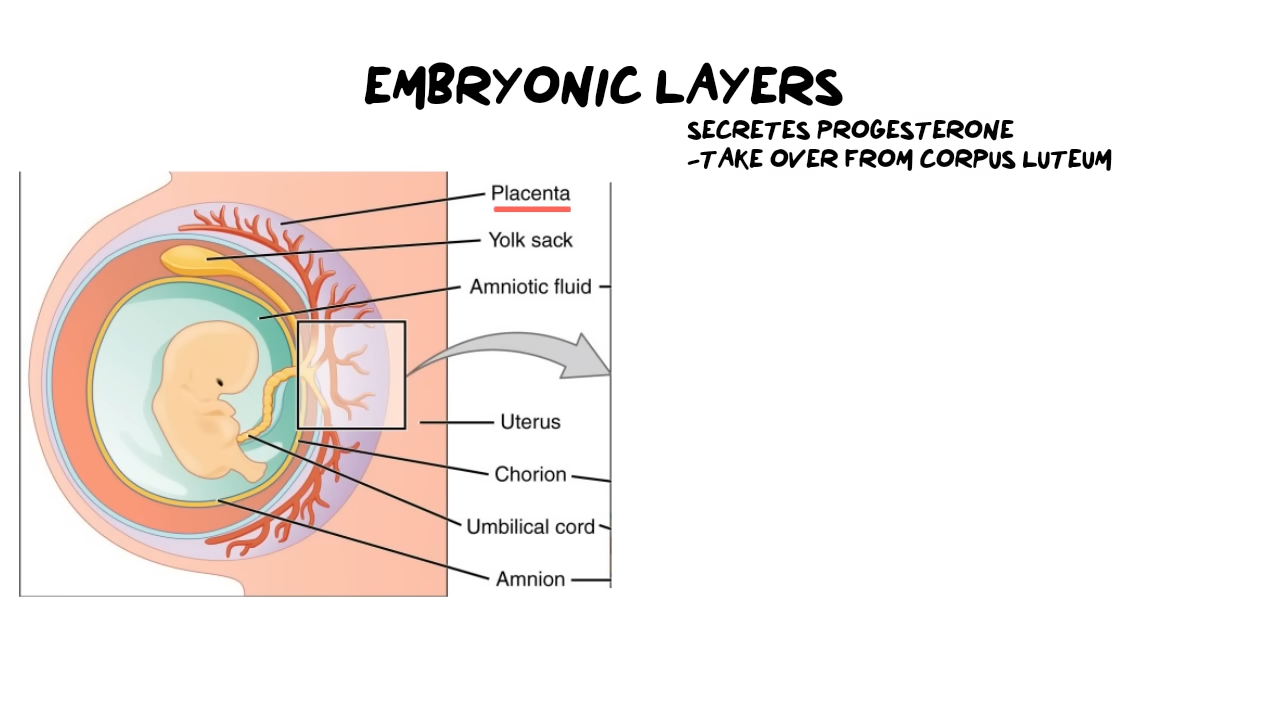 EMBRYONIC LAYERS
SECRETES PROGESTERONE
-TAKE OVER FROM CORPUS LUTEUM
Placenta
Yolk sack
Amniotic fluid
Uterus
Chorion
Umbilical cord
Amnion